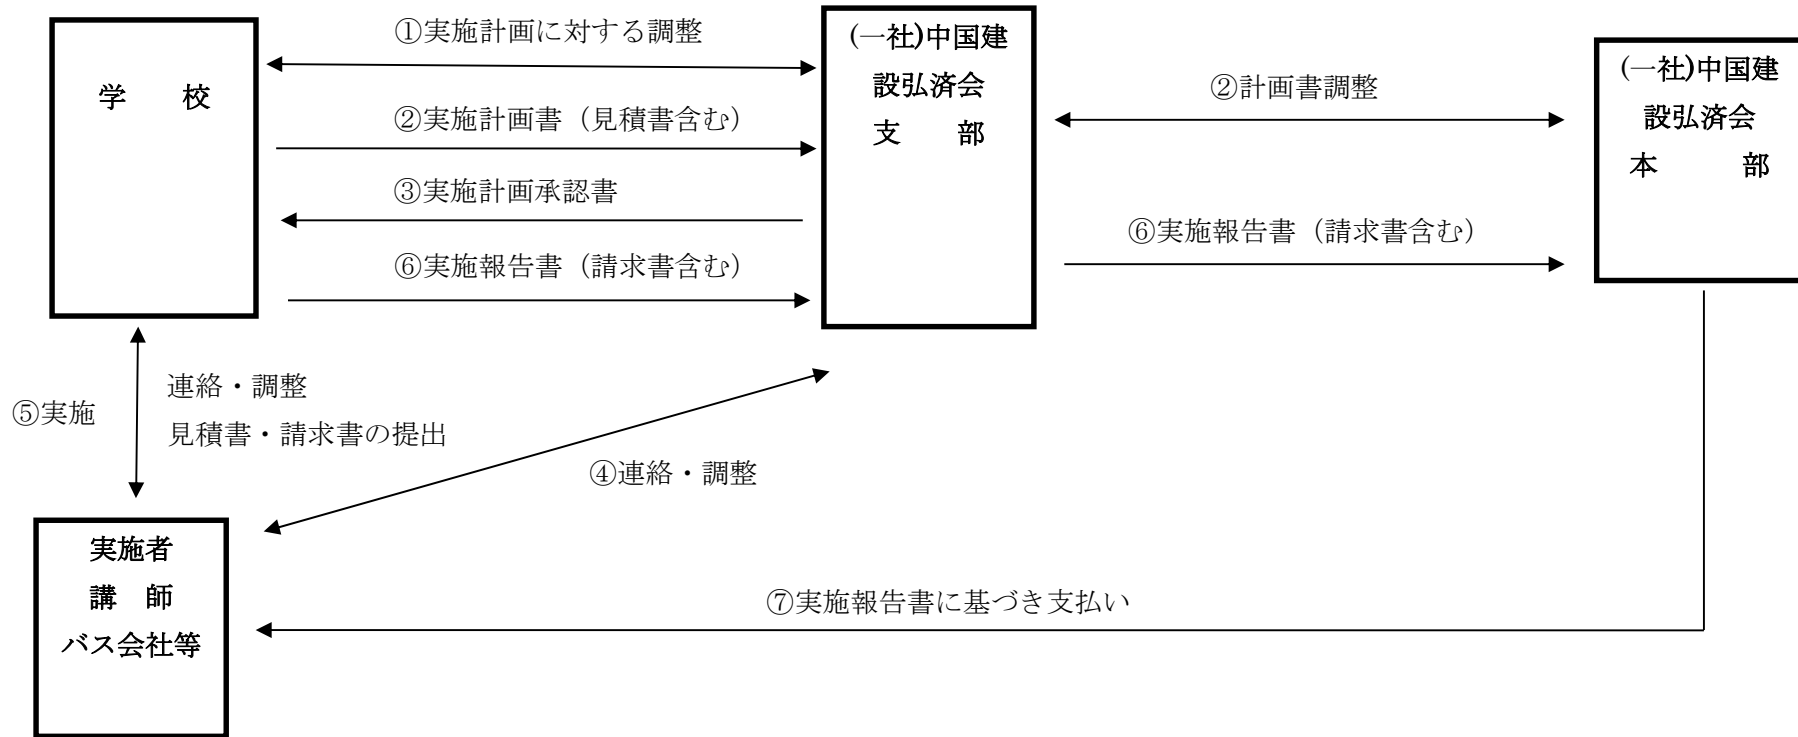 学　　校
①実施計画に対する調整
②実施計画書（見積書含む）
③実施計画承認書
⑥実施報告書（請求書含む）
(一社)中国建
設弘済会
支　　部
②計画書調整
⑥実施報告書（請求書含む）
(一社)中国建
設弘済会
本　　　部
⑤実施
連絡・調整
見積書・請求書の提出
④連絡・調整
実施者
講　師
バス会社等
⑦実施報告書に基づき支払い